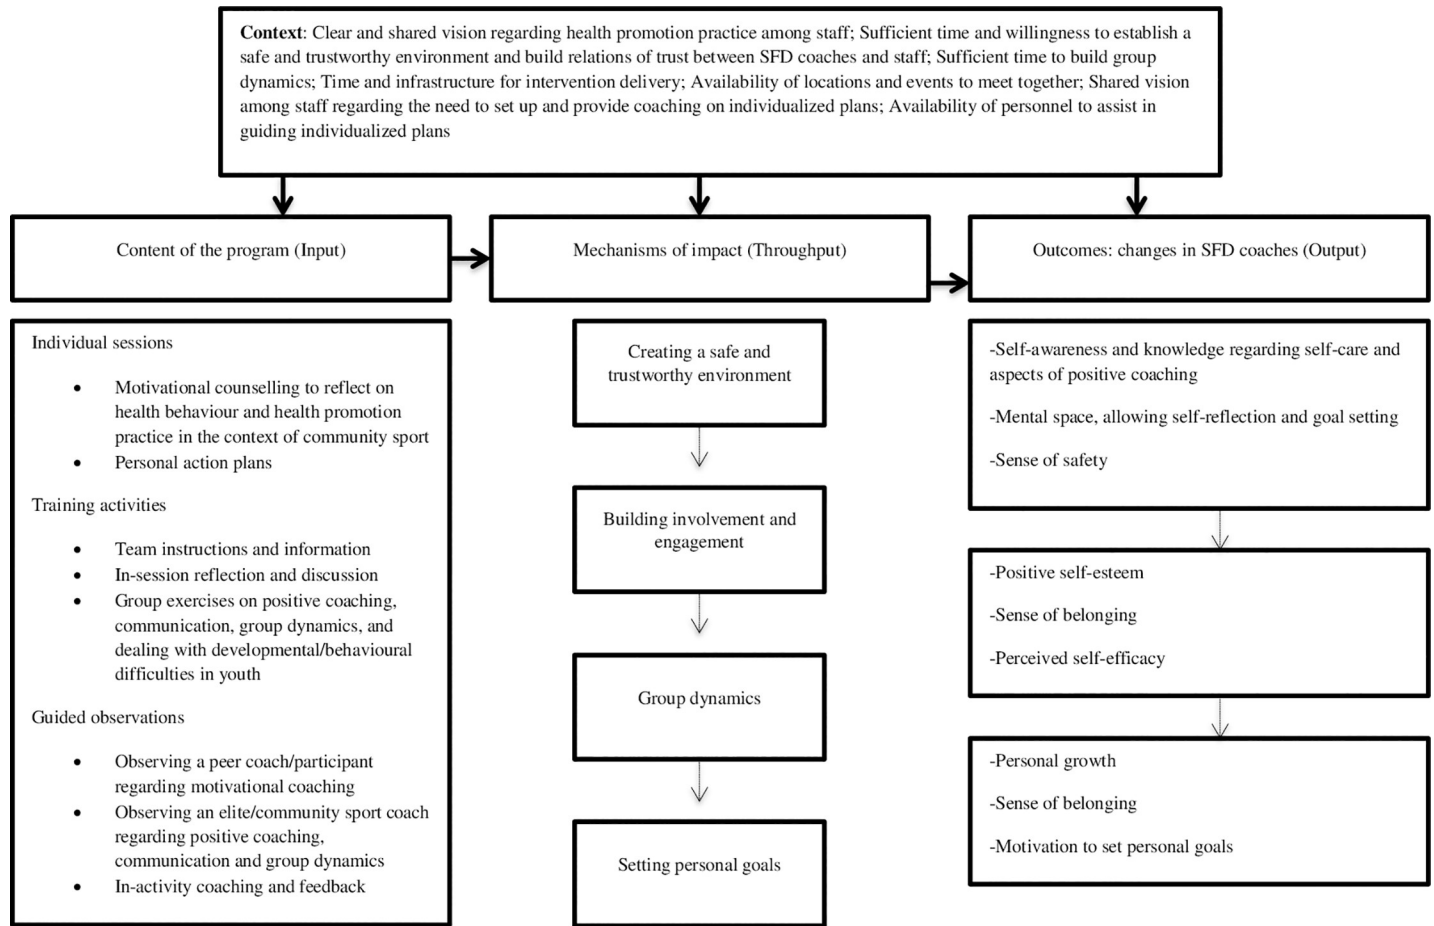 Context: Clear and shared vision regarding health promotion practice among staff; Sufficient time and willingness to establish a
safe and trustworthy environment and build relations of trust between SFD coaches and staff; Sufficient time to build group
dynamics; Time and infrastructure for intervention delivery; Availability of locations and events to meet together; Shared vision
among staff regarding the need to set up and provide coaching on individualized plans; Availability of personnel to assist in
guiding individualized plans
Content of the program (Input)
Mechanisms of impact (Throughput)
Outcomes: changes in SFD coaches (Output)
Individual sessions
• Motivational counselling to reflect on
health behaviour and health promotion
practice in the context of community sport
• Personal action plans
Training activities
• Team instructions and information
• In-session reflection and discussion
• Group exercises on positive coaching,
communication, group dynamics, and
dealing with developmental/behavioural
difficulties in youth
Guided observations
• Observing a peer coach/participant
regarding motivational coaching
• Observing an elite/community sport coach
regarding positive coaching,
communication and group dynamics
• In-activity coaching and feedback
Creating a safe and
trustworthy environment
Building involvement and
engagement
Group dynamics
Setting personal goals
-Self-awareness and knowledge regarding self-care and
aspects of positive coaching
-Mental space, allowing self-reflection and goal setting
-Sense of safety
-Positive self-esteem
-Sense of belonging
-Perceived self-efficacy
-Personal growth
-Sense of belonging
-Motivation to set personal goals